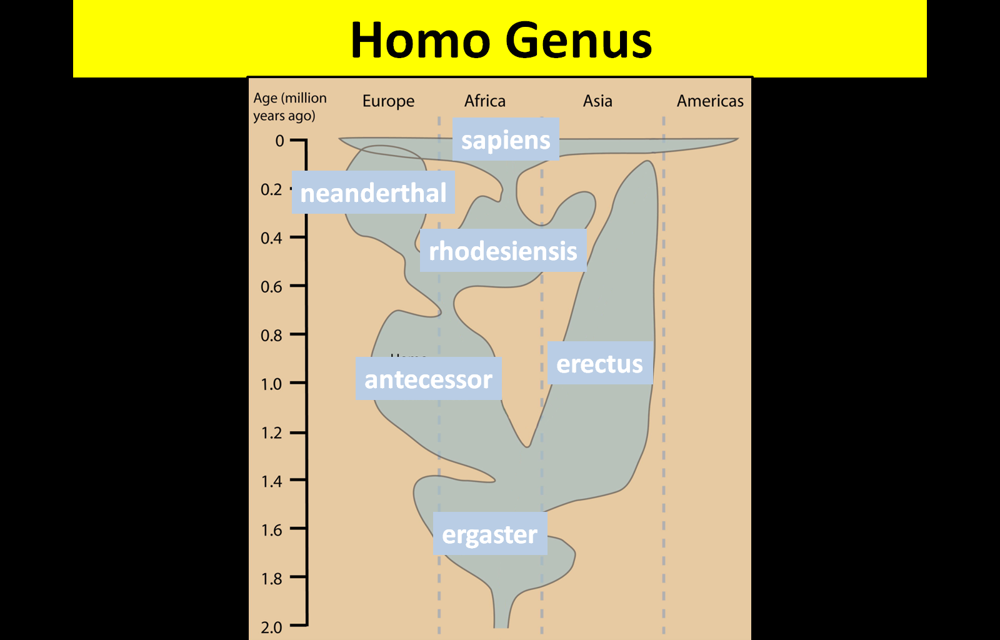 Homo Genus
Age (million
years ago)
Europe
Africa
Asia
Americas
0
sapiens
0.2
neanderthal
0.4
rhodesiensis
0.6
0.8
Homo
erectus
antecessor
1.0
1.2
1.4
1.6
ergaster
1.8
2.0